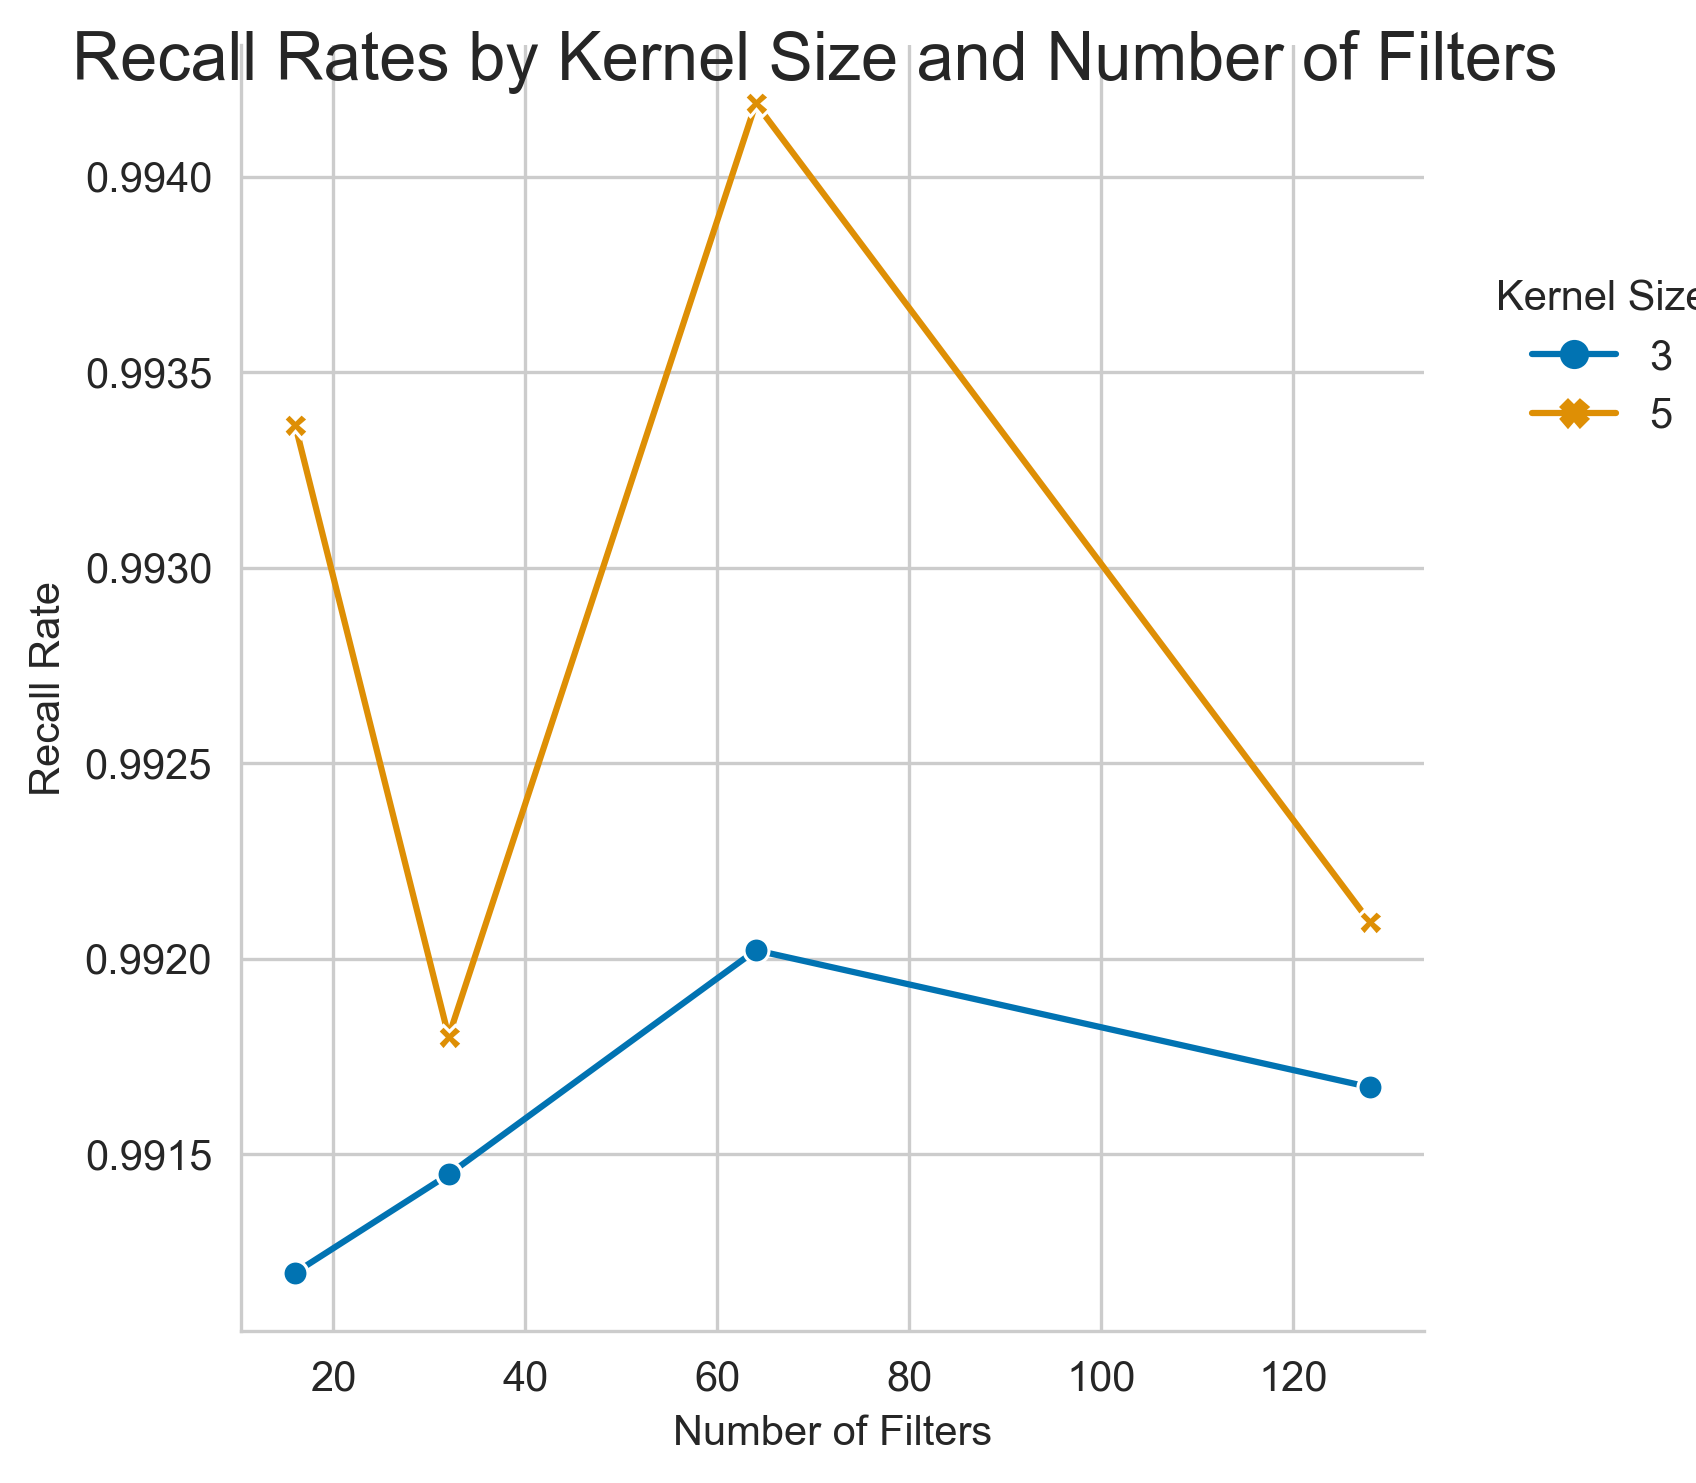 Recall Rates by Kernel Size and Number of Filters
0.9940
0.9935
0.9930
0.9925
0.9920
0.9915
Recall Rate
20 40 60 80 100 120
Number of Filters
Kernel Size
3
5